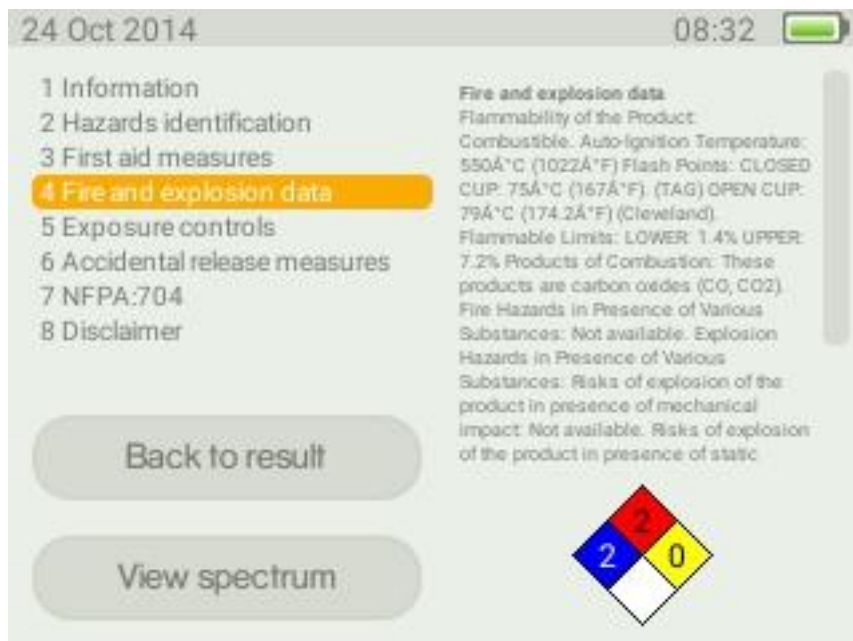 24 Oct 2014
08:32
1 Information
2 Hazards identification
3 First aid measures
4 Fire and explosion data
5 Exposure controls
6 Accidental release measures
7 NFPA:704
8 Disclaimer
Back to result
View spectrum
Fire and explosion data
Flammability of the Product:
Combustible. Auto-Ignition Temperature:
550°C (1022°F) Flash Points: CLOSED
CUP: 75°C (167°F). (TAG) OPEN CUP:
79°C (174.2°F) (Cleveland).
Flammable Limits: LOWER: 1.4% UPPER:
7.2% Products of Combustion: These
products are carbon oxides (CO, CO2).
Fire Hazards in Presence of Various
Substances: Not available. Explosion
Hazards in Presence of Various
Substances: Risks of explosion of the
product in presence of mechanical
impact: Not available. Risks of explosion
of the product in presence of static
2
2
0